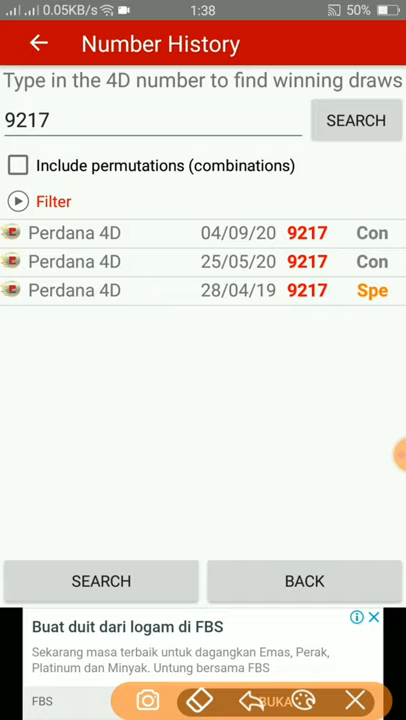 0.05KB/s 1:38 50%
Number History
Type in the 4D number to find winning draws
9217 SEARCH
Include permutations (combinations)
Filter
Perdana 4D 04/09/20 9217 Con
Perdana 4D 25/05/20 9217 Con
Perdana 4D 28/04/19 9217 Spe
SEARCH BACK
Buat duit dari logam di FBS
Sekarang masa terbaik untuk dagangkan Emas, Perak,
Platinum dan Minyak. Untung bersama FBS
FBS BUKA